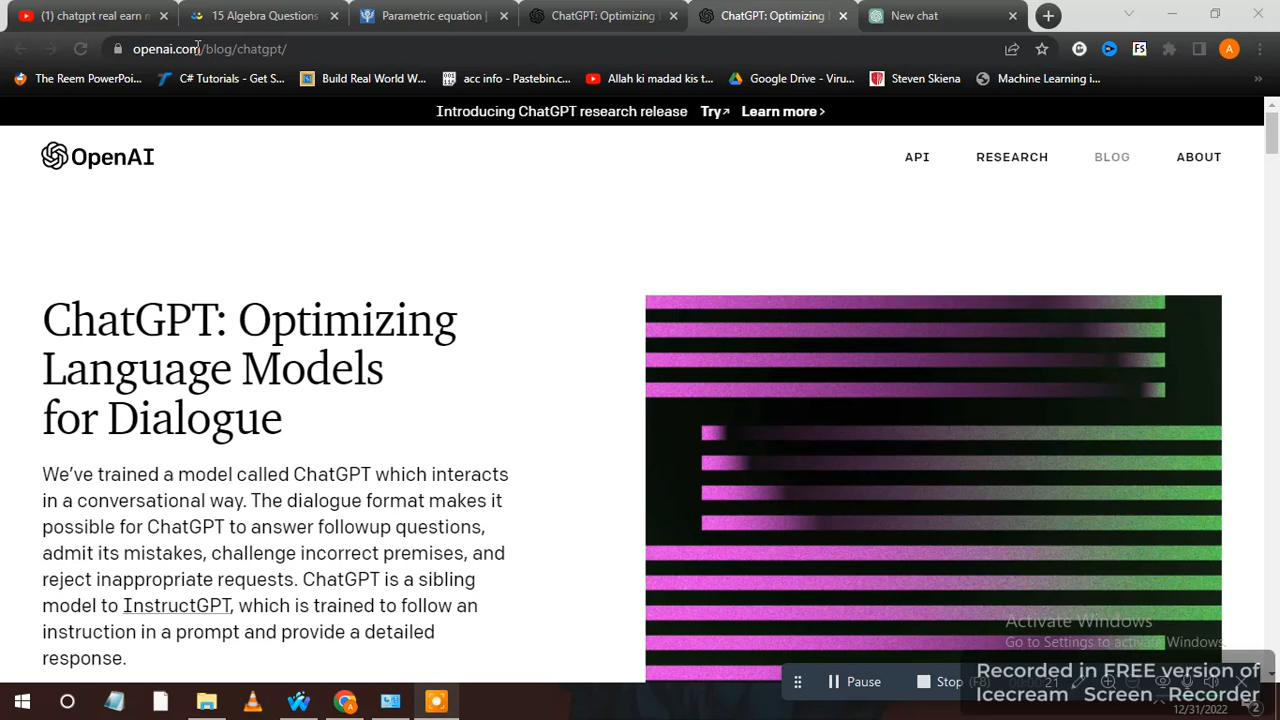 (1) chatgpt real earn m
15 Algebra Questions
Parametric equation |
ChatGPT: Optimizing L
ChatGPT: Optimizing L
New chat
openai.com/blog/chatgpt/
The Reem PowerPoi...
C# Tutorials - Get S...
Build Real World W...
acc info - Pastebin.c...
Allah ki madad kis t...
Google Drive - Viru...
Steven Skiena
Machine Learning i...
Introducing ChatGPT research release Try↗ Learn more >
OpenAI
API RESEARCH BLOG ABOUT
ChatGPT: Optimizing
Language Models
for Dialogue
We've trained a model called ChatGPT which interacts
in a conversational way. The dialogue format makes it
possible for ChatGPT to answer followup questions,
admit its mistakes, challenge incorrect premises, and
reject inappropriate requests. ChatGPT is a sibling
model to InstructGPT, which is trained to follow an
instruction in a prompt and provide a detailed
response.
Activate Windows
Go to Settings to activate Windows.
Pause
Stop (F8)
Recorded in FREE version of
Icecream Screen Recorder
12/31/2022